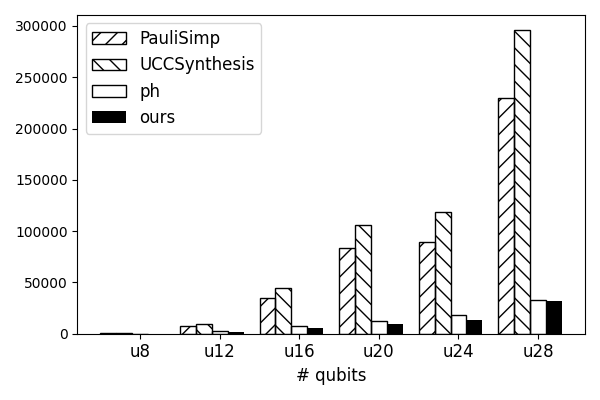 300000
250000
200000
150000
100000
50000
0
PauliSimp
UCCSynthesis
ph
ours
u8 u12 u16 u20 u24 u28
# qubits